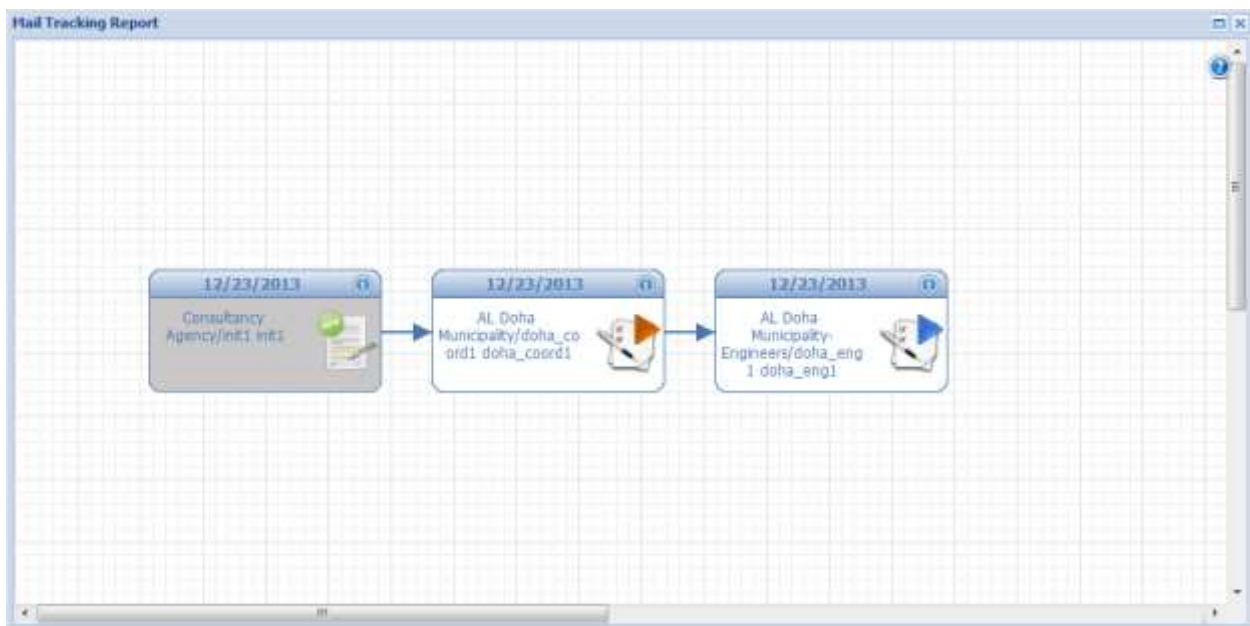 Mail Tracking Report
12/23/2013
Consultancy
Agency/init1 init1
12/23/2013
AL Doha
Municipality/doha_co
ord1 doha_coord1
12/23/2013
AL Doha
Municipality-
Engineers/doha_eng
1 doha_eng1